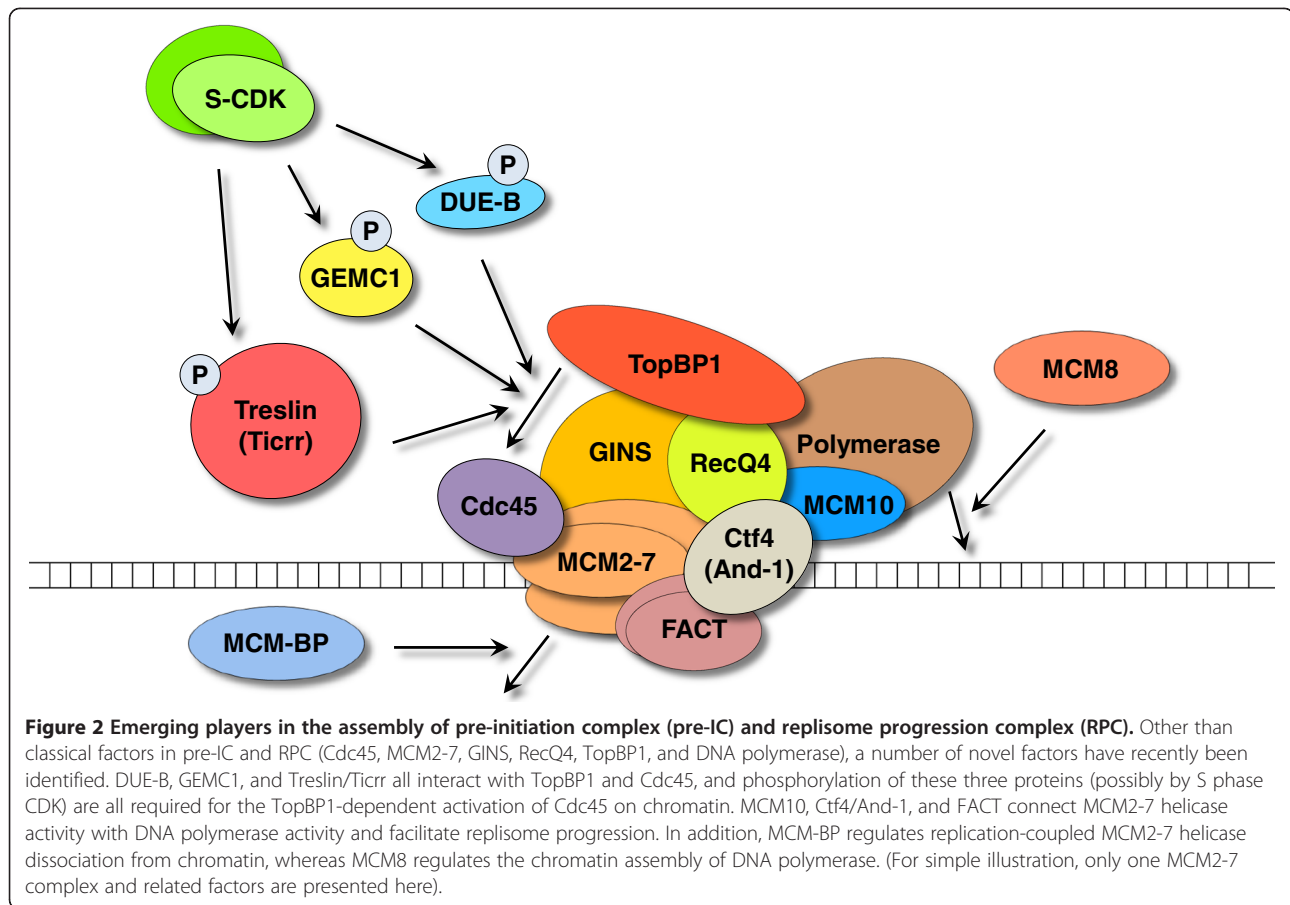 S-CDK
P
DUE-B
P
GEMC1
P
Treslin
(Ticrr)
TopBP1
MCM8
GINS
RecQ4
Polymerase
Cdc45
MCM10
MCM2-7
Ctf4
(And-1)
MCM-BP
FACT
Figure 2 Emerging players in the assembly of pre-initiation complex (pre-IC) and replisome progression complex (RPC). Other than
classical factors in pre-IC and RPC (Cdc45, MCM2-7, GINS, RecQ4, TopBP1, and DNA polymerase), a number of novel factors have recently been
identified. DUE-B, GEMC1, and Treslin/Ticrr all interact with TopBP1 and Cdc45, and phosphorylation of these three proteins (possibly by S phase
CDK) are all required for the TopBP1-dependent activation of Cdc45 on chromatin. MCM10, Ctf4/And-1, and FACT connect MCM2-7 helicase
activity with DNA polymerase activity and facilitate replisome progression. In addition, MCM-BP regulates replication-coupled MCM2-7 helicase
dissociation from chromatin, whereas MCM8 regulates the chromatin assembly of DNA polymerase. (For simple illustration, only one MCM2-7
complex and related factors are presented here).